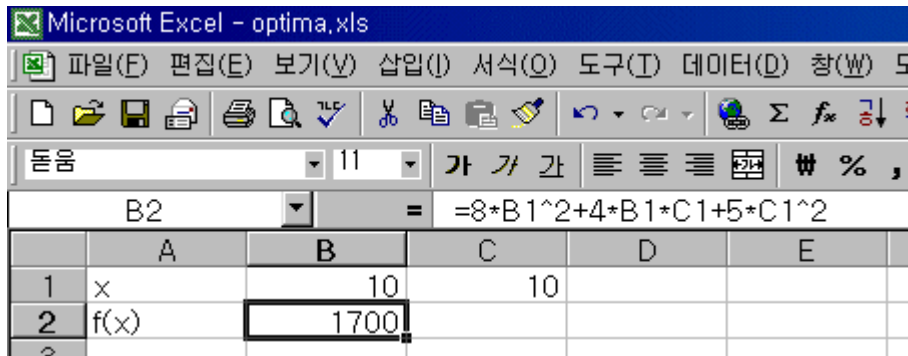 Microsoft Excel - optima.xls
파일(F) 편집(E) 보기(V) 삽입(I) 서식(O) 도구(T) 데이터(D) 창(W)
돋움 11 가 가 가 ₩ % ,
B2 = =8*B1^2+4*B1*C1+5*C1^2
A B C D E
1 x 10 10
2 f(x) 1700